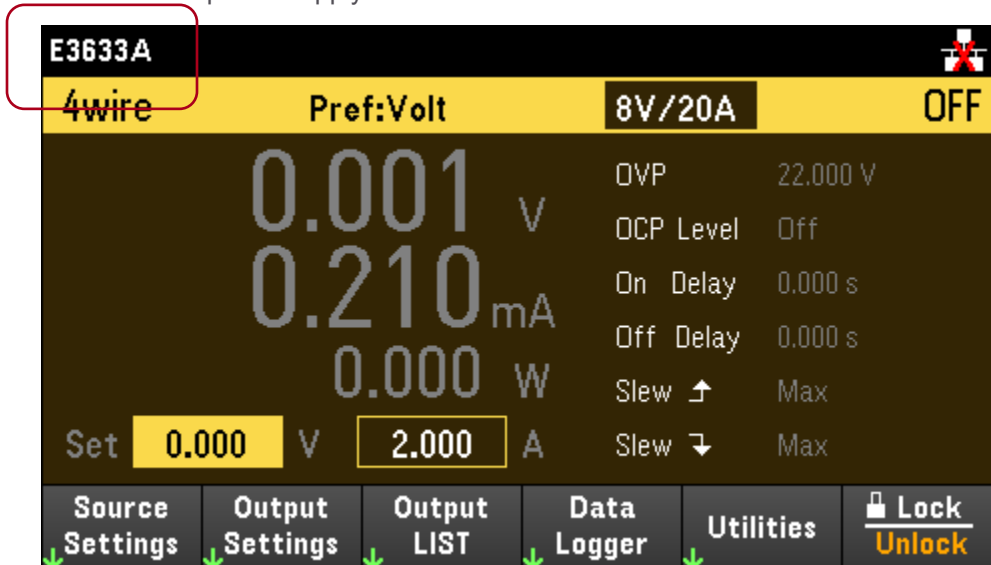 E3633A
4wire Pref:Volt 8V/20A OFF
0.001 V
0.210 mA
0.000 W
Set 0.000 V 2.000 A
OVP 22.000 V
OCP Level Off
On Delay 0.000 s
Off Delay 0.000 s
Slew Max
Slew Max
Source Settings
Output Settings
Output LIST
Data Logger
Utilities
Lock
Unlock